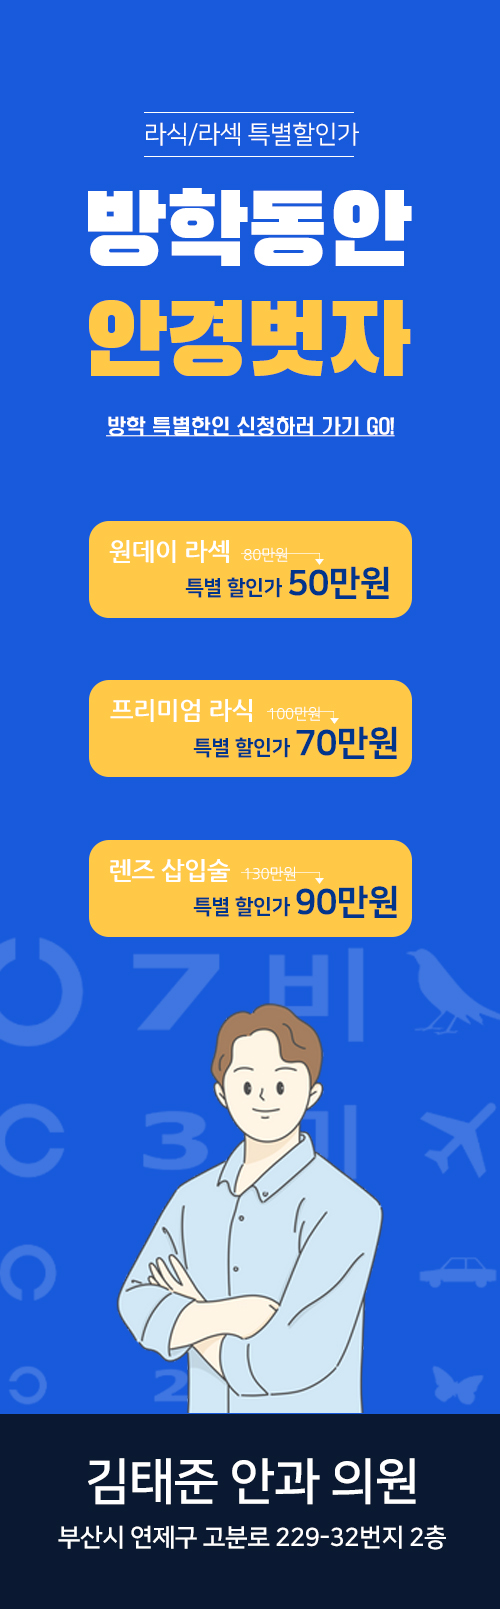 라식/라섹 특별할인가
방학동안
안경벗자
방학 특별한인 신청하러 가기 GO!
원데이 라섹 80만원
특별 할인가 50만원
프리미엄 라식 100만원
특별 할인가 70만원
렌즈 삽입술 130만원
특별 할인가 90만원
7 비
C 3 미
2
김태준 안과 의원
부산시 연제구 고분로 229-32번지 2층